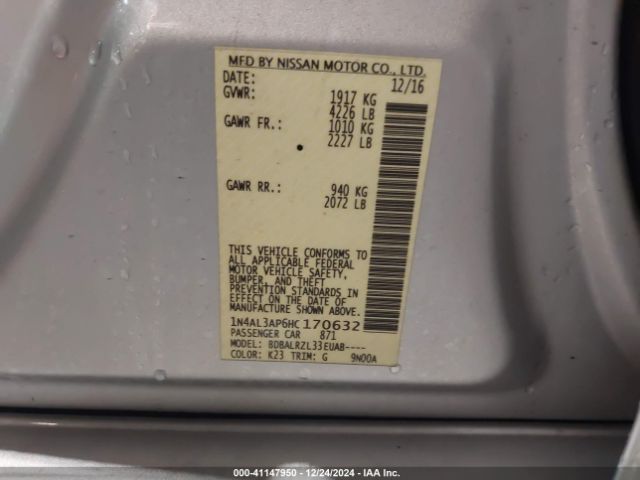 MFD BY NISSAN MOTOR CO., LTD.
DATE: 12/16
GVWR: 1917 KG
4226 LB
GAWR FR.: 1010 KG
2227 LB
GAWR RR.: 940 KG
2072 LB
THIS VEHICLE CONFORMS TO
ALL APPLICABLE FEDERAL
MOTOR VEHICLE SAFETY,
BUMPER, AND THEFT
PREVENTION STANDARDS IN
EFFECT ON THE DATE OF
MANUFACTURE SHOWN ABOVE.
1N4AL3AP6HC170632
PASSENGER CAR 871
MODEL: BDBALRZL33EUAB----
COLOR: K23 TRIM: G 9N00A
000-41147950 • 12/24/2024 • IAA Inc.